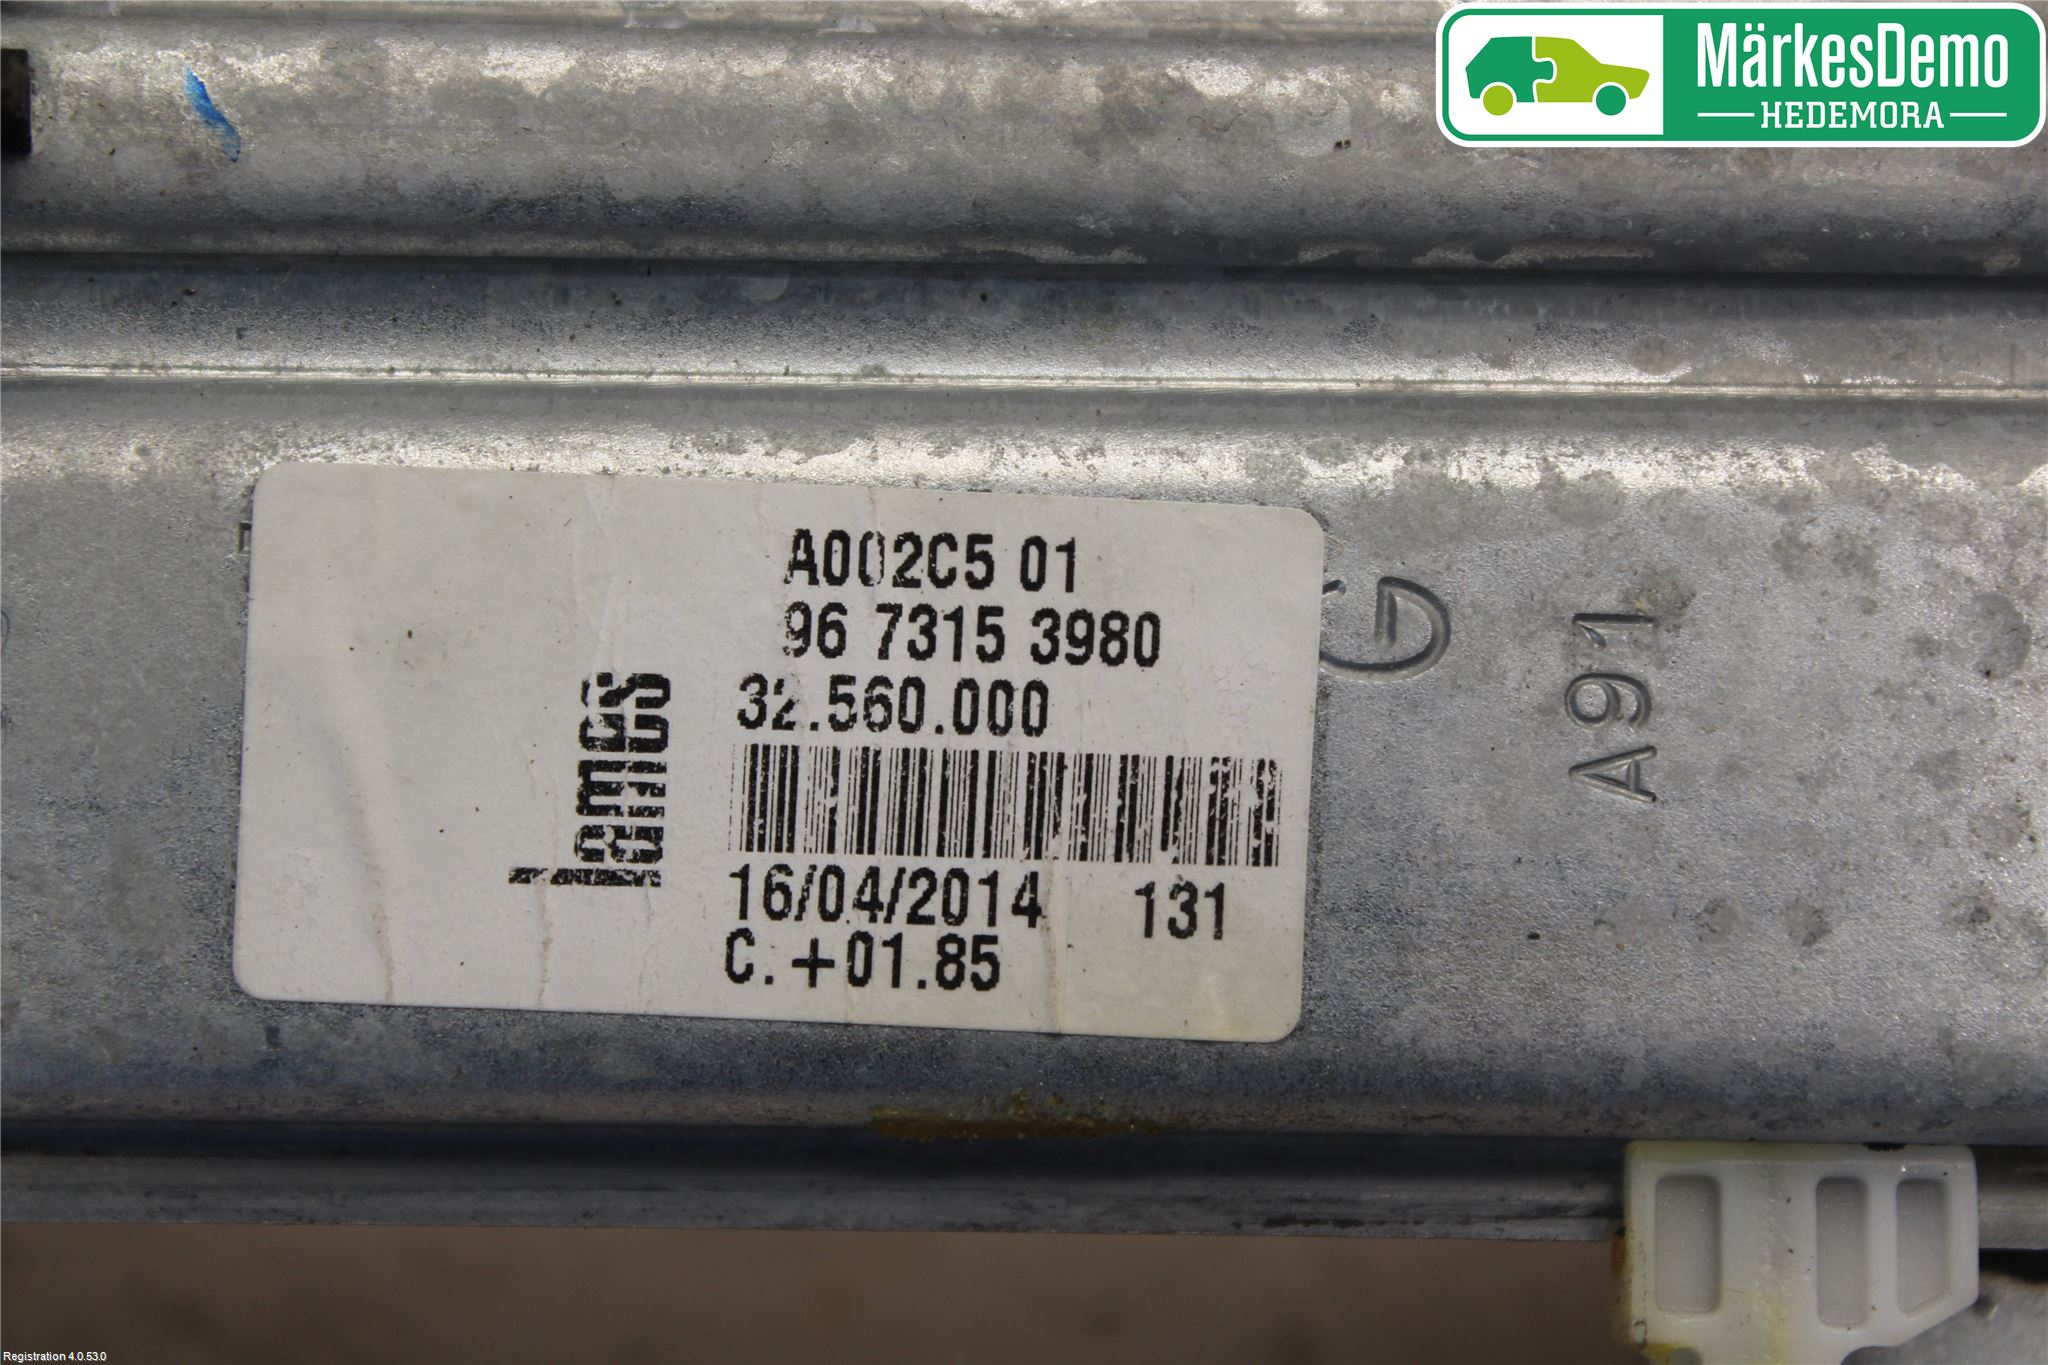 MärkesDemo
HEDEMORA
A002C5 01
96 7315 3980
32.560.000
16/04/2014 131
C.+01.85
G
A91
Registration 4.0.53.0